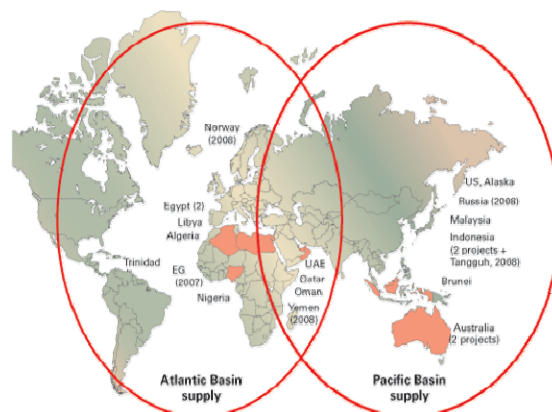 Norway
(2008)
US, Alaska
Russia (2008)
Egypt (2)
Libya
Algeria
Malaysia
Indonesia
(2 projects +
Tangguh, 2008)
Trinidad
EG
(2007)
UAE
Qatar
Oman
Brunei
Nigeria
Yemen
(2008)
Australia
(2 projects)
Atlantic Basin
supply
Pacific Basin
supply